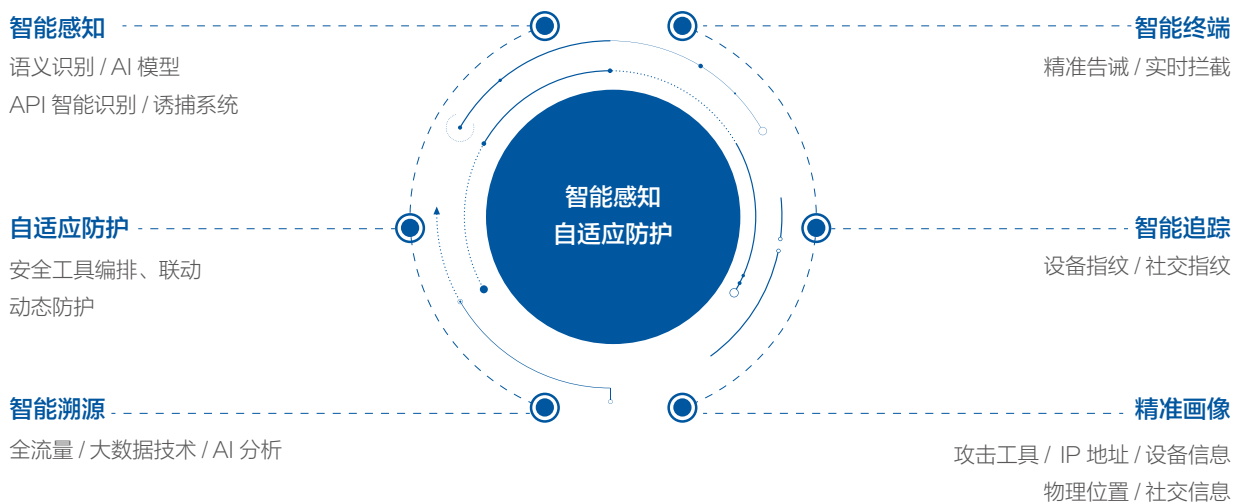 智能感知
语义识别 / AI 模型
API 智能识别 / 诱捕系统
自适应防护
安全工具编排、联动
动态防护
智能溯源
全流量 / 大数据技术 / AI 分析
智能感知
自适应防护
智能终端
精准告诫 / 实时拦截
智能追踪
设备指纹 / 社交指纹
精准画像
攻击工具 / IP 地址 / 设备信息
物理位置 / 社交信息